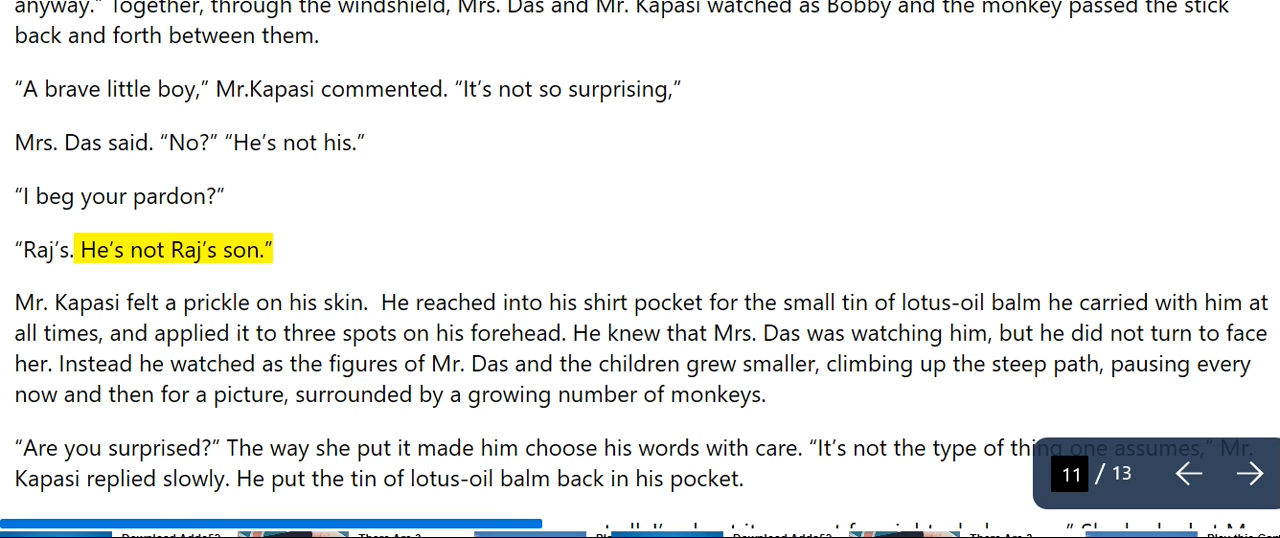 anyway.” Together, through the windshield, Mrs. Das and Mr. Kapasi watched as Bobby and the monkey passed the stick
back and forth between them.
“A brave little boy,” Mr.Kapasi commented. “It’s not so surprising,”
Mrs. Das said. “No?” “He’s not his.”
“I beg your pardon?”
“Raj’s. He’s not Raj’s son.”
Mr. Kapasi felt a prickle on his skin.  He reached into his shirt pocket for the small tin of lotus-oil balm he carried with him at
all times, and applied it to three spots on his forehead. He knew that Mrs. Das was watching him, but he did not turn to face
her. Instead he watched as the figures of Mr. Das and the children grew smaller, climbing up the steep path, pausing every
now and then for a picture, surrounded by a growing number of monkeys.
“Are you surprised?” The way she put it made him choose his words with care. “It’s not the type of thing one assumes,” Mr.
Kapasi replied slowly. He put the tin of lotus-oil balm back in his pocket.
11 / 13